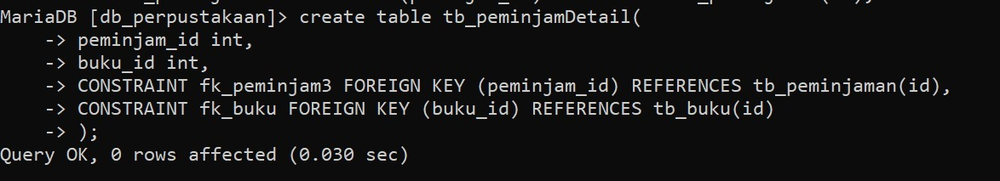 MariaDB [db_perpustakaan]> create table tb_peminjamDetail(
-> peminjam_id int,
-> buku_id int,
-> CONSTRAINT fk_peminjam3 FOREIGN KEY (peminjam_id) REFERENCES tb_peminjaman(id),
-> CONSTRAINT fk_buku FOREIGN KEY (buku_id) REFERENCES tb_buku(id)
-> );
Query OK, 0 rows affected (0.030 sec)